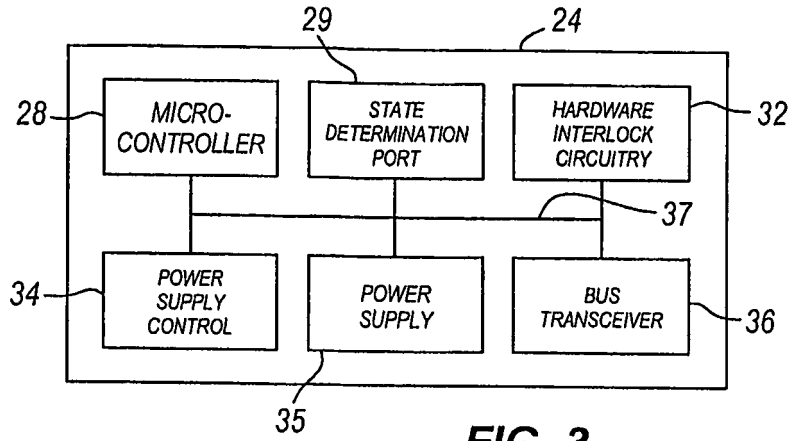 24
29
28
MICRO-
CONTROLLER
STATE
DETERMINATION
PORT
HARDWARE
INTERLOCK
CIRCUITRY
32
37
34
POWER
SUPPLY
CONTROL
POWER
SUPPLY
BUS
TRANSCEIVER
36
35